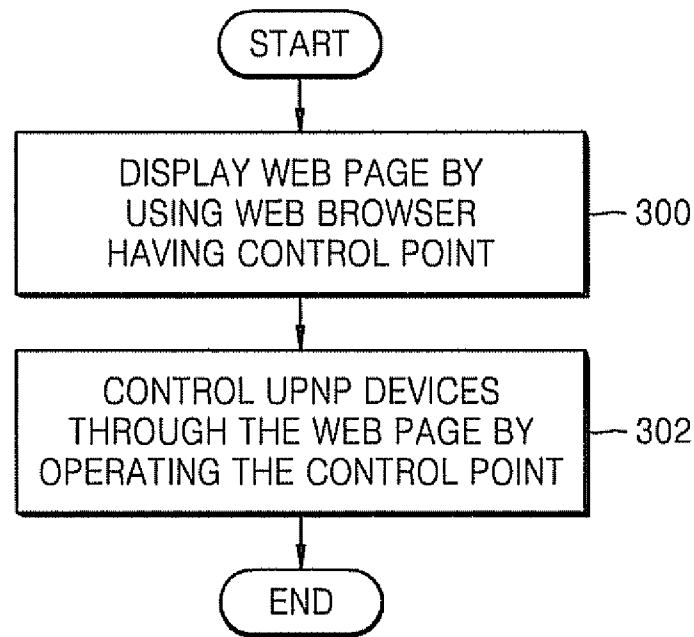 START
DISPLAY WEB PAGE BY
USING WEB BROWSER
HAVING CONTROL POINT
300
CONTROL UPNP DEVICES
THROUGH THE WEB PAGE BY
OPERATING THE CONTROL POINT
302
END